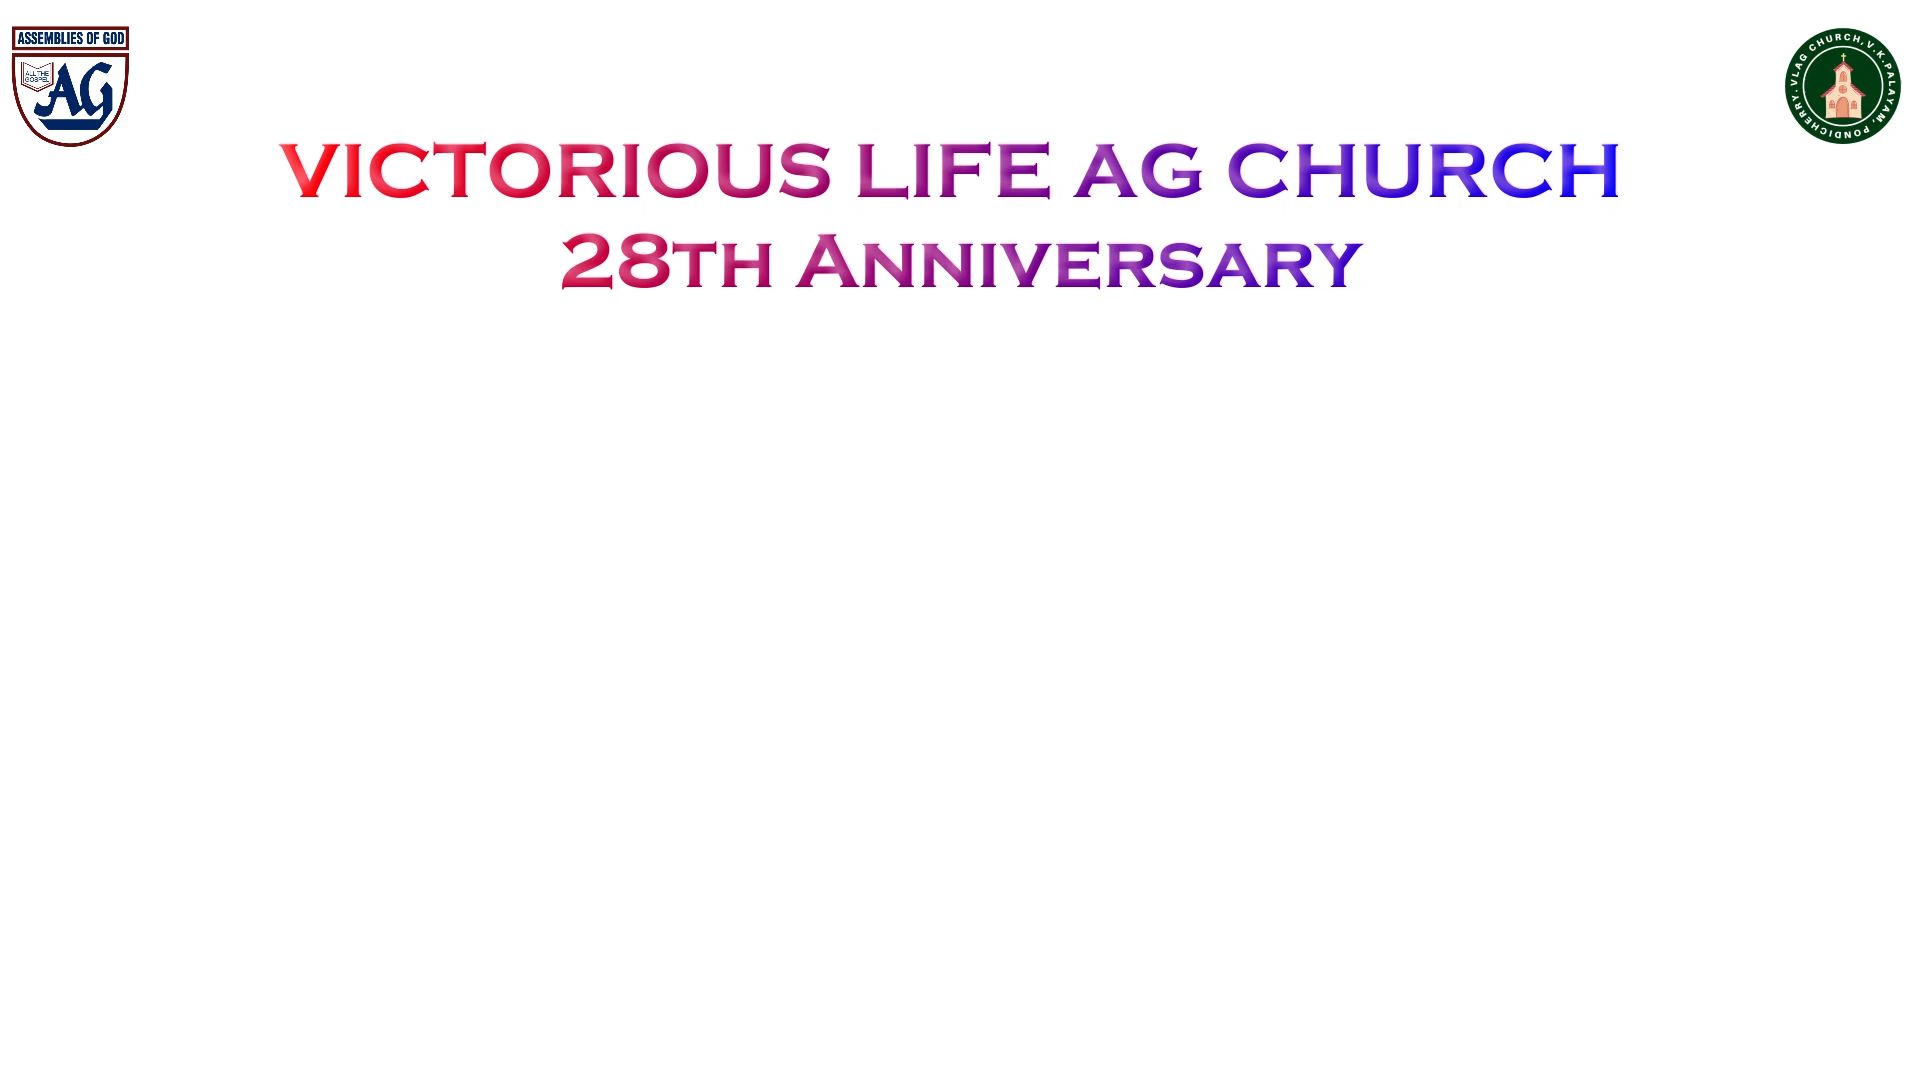 ASSEMBLIES OF GOD
ALL THE
GOSPEL
AG
VLAG CHURCH, V.K.PALAYAM, PONDICHERRY.
VICTORIOUS LIFE AG CHURCH
28TH ANNIVERSARY